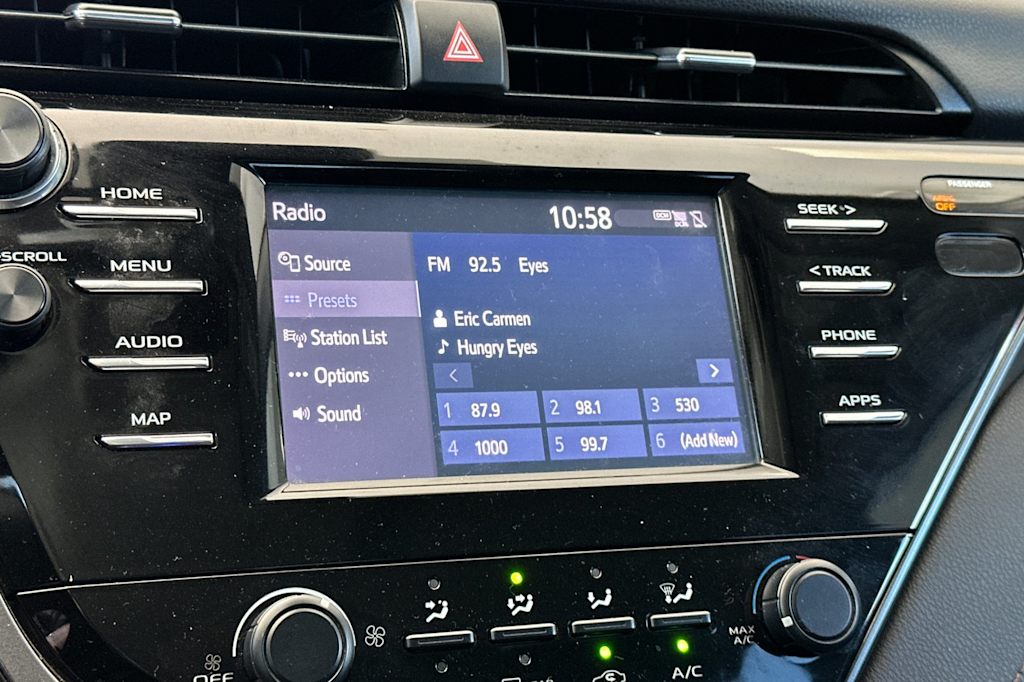 HOME
SCROLL
MENU
AUDIO
MAP
Radio
10:58
DCM
Source
Presets
Station List
Options
Sound
FM 92.5 Eyes
Eric Carmen
Hungry Eyes
<
>
1 87.9
2 98.1
3 530
4 1000
5 99.7
6 (Add New)
SEEK >
< TRACK
PHONE
APPS
PASSENGER
OFF
OFF
A/C
MAX
A/C